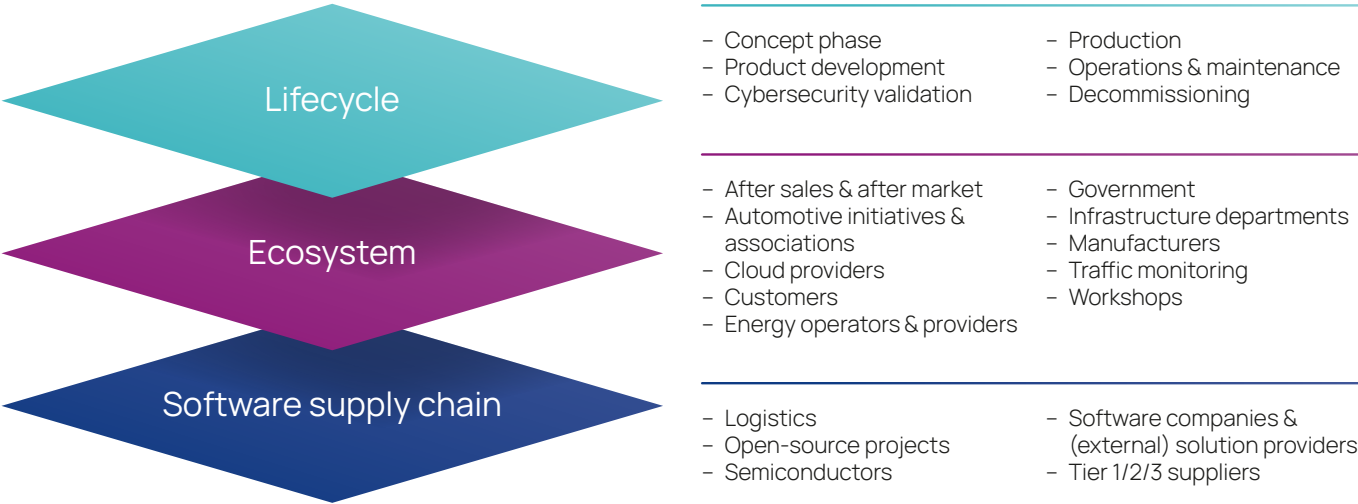 Lifecycle
– Concept phase
– Product development
– Cybersecurity validation
– Production
– Operations & maintenance
– Decommissioning
Ecosystem
– After sales & after market
– Automotive initiatives &
associations
– Cloud providers
– Customers
– Energy operators & providers
– Government
– Infrastructure departments
– Manufacturers
– Traffic monitoring
– Workshops
Software supply chain
– Logistics
– Open-source projects
– Semiconductors
– Software companies &
(external) solution providers
– Tier 1/2/3 suppliers